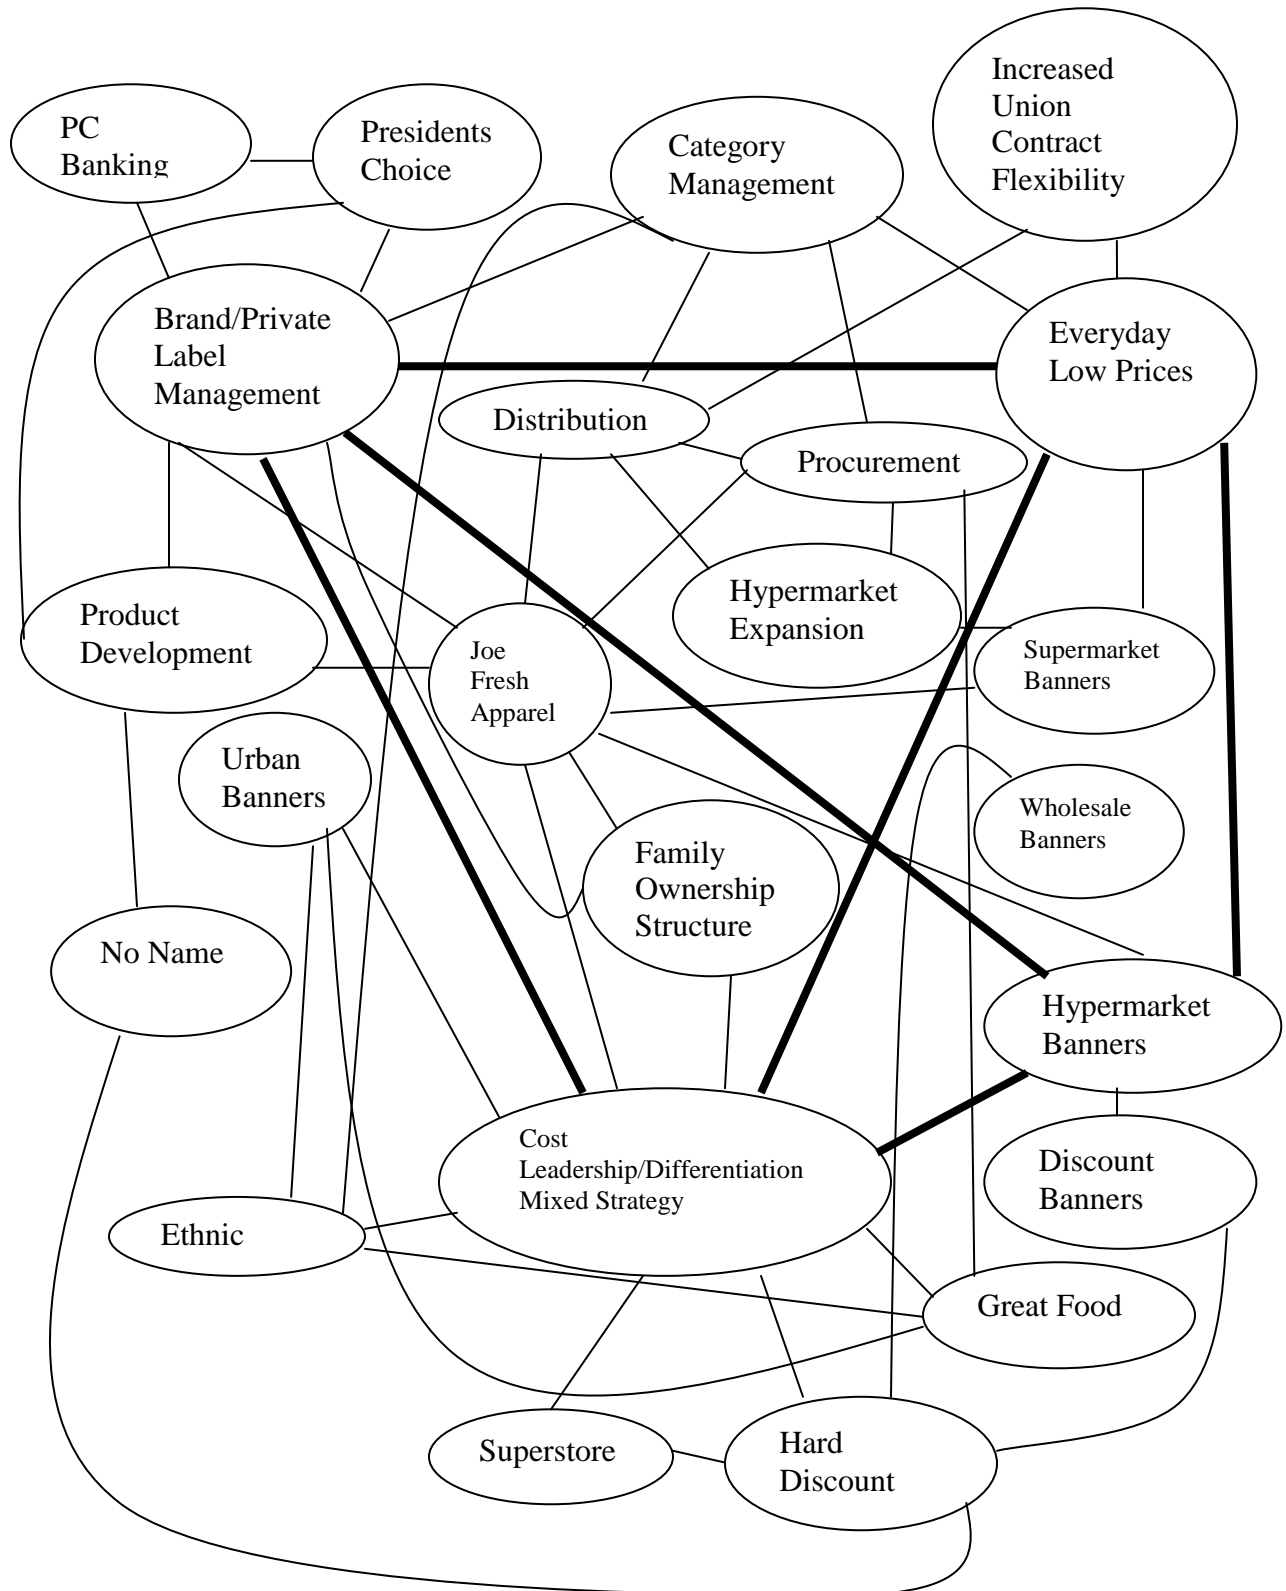 PC
Banking
Presidents
Choice
Category
Management
Increased
Union
Contract
Flexibility
Brand/Private
Label
Management
Everyday
Low Prices
Distribution
Procurement
Product
Development
Joe
Fresh
Apparel
Hypermarket
Expansion
Supermarket
Banners
Urban
Banners
Wholesale
Banners
Family
Ownership
Structure
No Name
Hypermarket
Banners
Cost
Leadership/Differentiation
Mixed Strategy
Discount
Banners
Ethnic
Great Food
Superstore
Hard
Discount